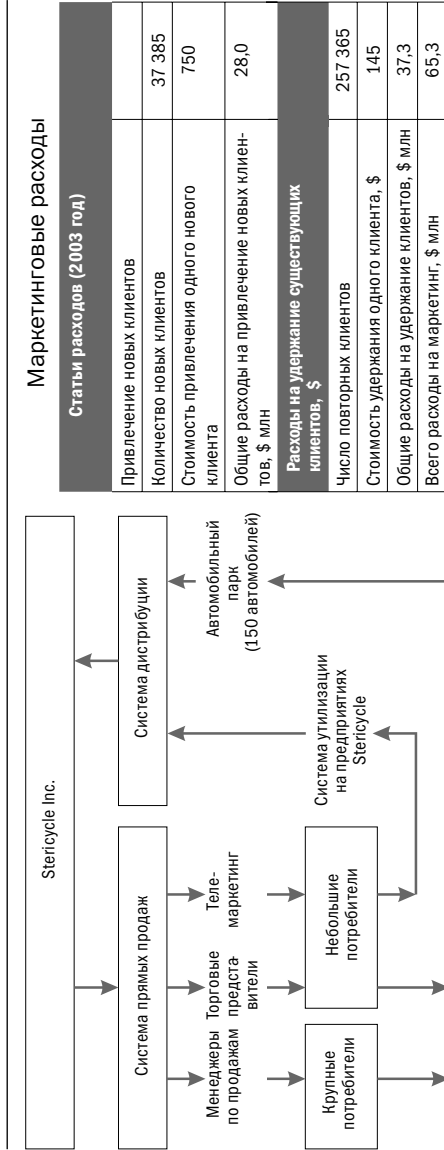 Stericycle Inc.
Система прямых продаж
Система дистрибуции
Менеджеры
по продажам
Торговые
предста-
вители
Теле-
маркетинг
Автомобильный
парк
(150 автомобилей)
Крупные
потребители
Небольшие
потребители
Система утилизации
на предприятиях
Stericycle
Маркетинговые расходы
Статьи расходов (2003 год)
Привлечение новых клиентов
Количество новых клиентов 37 385
Стоимость привлечения одного нового
клиента 750
Общие расходы на привлечение новых клиен-
тов, $ млн 28,0
Расходы на удержание существующих
клиентов, $
Число повторных клиентов 257 365
Стоимость удержания одного клиента, $ 145
Общие расходы на удержание клиентов, $ млн 37,3
Всего расходы на маркетинг, $ млн 65,3